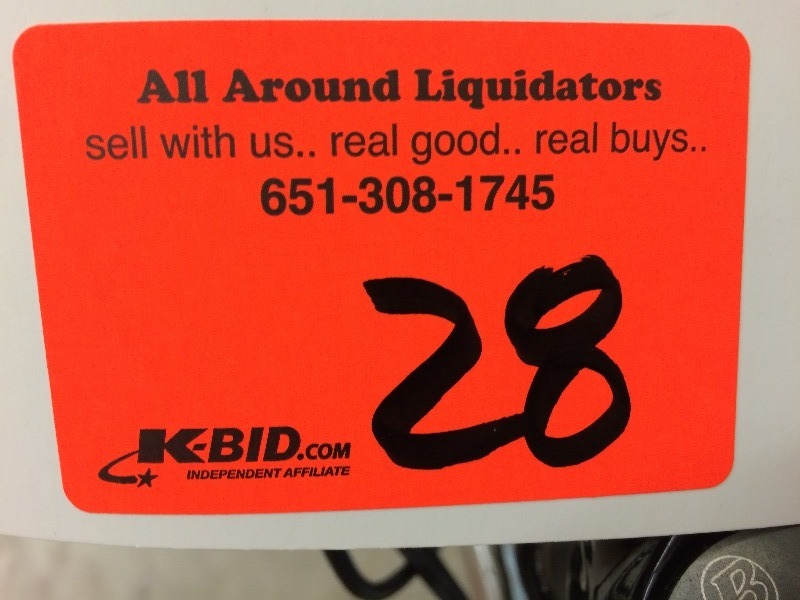 All Around Liquidators
sell with us.. real good.. real buys..
651-308-1745
28
K-BID.COM
INDEPENDENT AFFILIATE
B